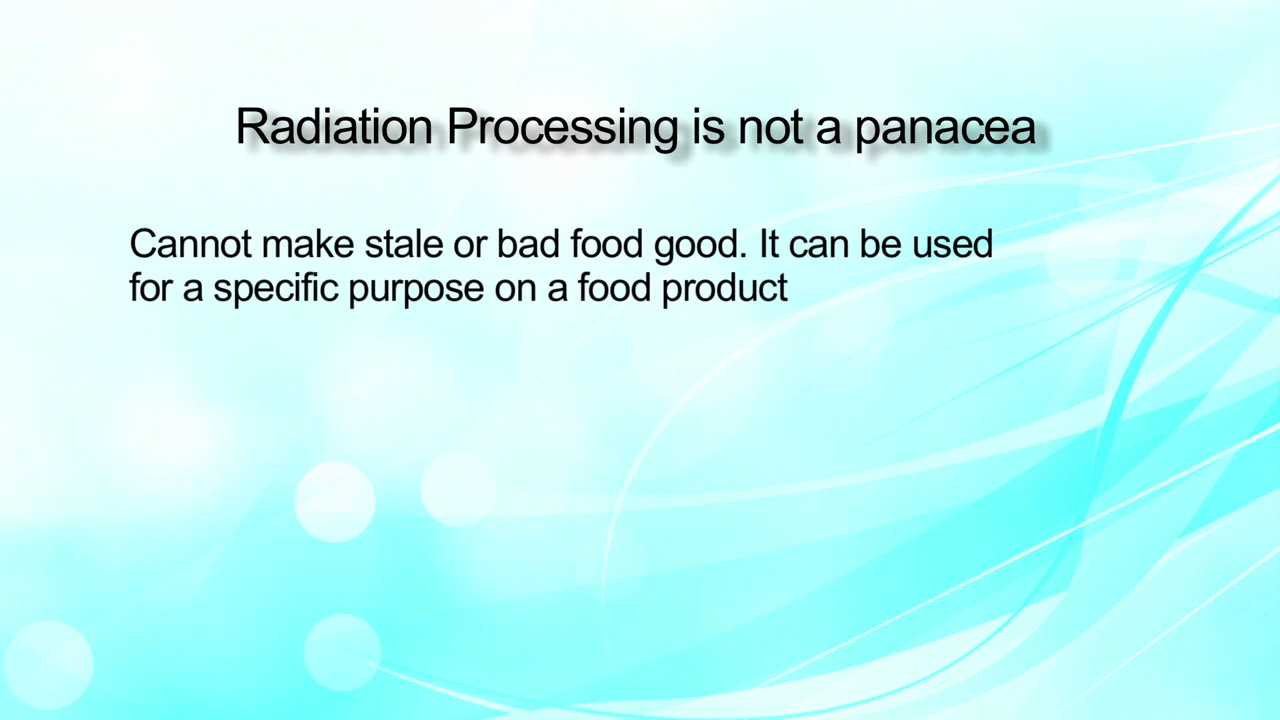 Radiation Processing is not a panacea
Cannot make stale or bad food good. It can be used
for a specific purpose on a food product